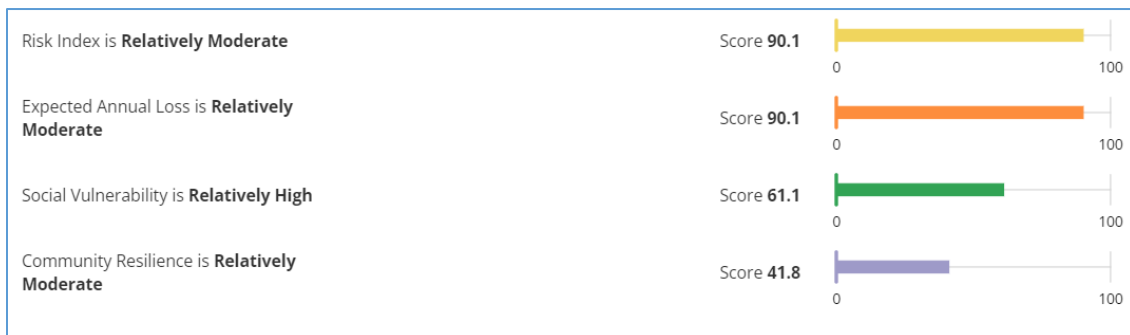 Risk Index is Relatively Moderate
Score 90.1
0
100
Expected Annual Loss is Relatively
Moderate
Score 90.1
0
100
Social Vulnerability is Relatively High
Score 61.1
0
100
Community Resilience is Relatively
Moderate
Score 41.8
0
100